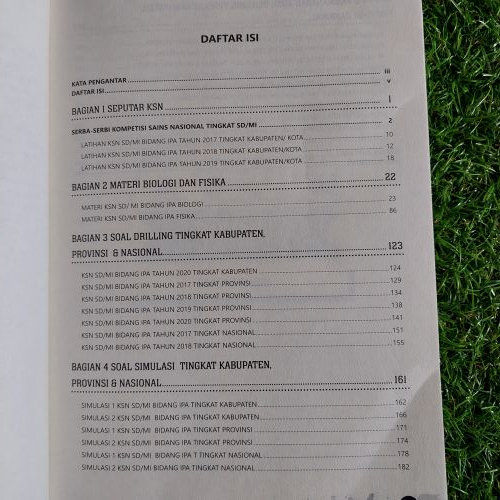 DAFTAR ISI
KATA PENGANTAR iii
DAFTAR ISI v
BAGIAN 1 SEPUTAR KSN 1
SERBA-SERBI KOMPETISI SAINS NASIONAL TINGKAT SD/MI 2
LATIHAN KSN SD/MI BIDANG IPA TAHUN 2017 TINGKAT KABUPATEN/ KOTA 10
LATIHAN KSN SD/MI BIDANG IPA TAHUN 2018 TINGKAT KABUPATEN/KOTA 12
LATIHAN KSN SD/MI BIDANG IPA TAHUN 2019 TINGKAT KABUPATEN/KOTA 18
BAGIAN 2 MATERI BIOLOGI DAN FISIKA 22
MATERI KSN SD/ MI BIDANG IPA BIOLOGI 23
MATERI KSN SD/MI BIDANG IPA FISIKA 86
BAGIAN 3 SOAL DRILLING TINGKAT KABUPATEN,
PROVINSI & NASIONAL 123
KSN SD/MI BIDANG IPA TAHUN 2020 TINGKAT KABUPATEN 124
KSN SD/MI BIDANG IPA TAHUN 2017 TINGKAT PROVINSI 129
KSN SD/MI BIDANG IPA TAHUN 2018 TINGKAT PROVINSI 134
KSN SD/MI BIDANG IPA TAHUN 2019 TINGKAT PROVINSI 138
KSN SD/MI BIDANG IPA TAHUN 2020 TINGKAT PROVINSI 141
KSN SD/MI BIDANG IPA TAHUN 2017 TINGKAT NASIONAL 151
KSN SD/MI BIDANG IPA TAHUN 2018 TINGKAT NASIONAL 155
BAGIAN 4 SOAL SIMULASI TINGKAT KABUPATEN,
PROVINSI & NASIONAL 161
SIMULASI 1 KSN SD/MI BIDANG IPA TINGKAT KABUPATEN 162
SIMULASI 2 KSN SD/MI BIDANG IPA TINGKAT KABUPATEN 166
SIMULASI 1 KSN SD/MI BIDANG IPA TINGKAT PROVINSI 171
SIMULASI 2 KSN SD/MI BIDANG IPA TINGKAT PROVINSI 174
SIMULASI 1 KSN SD/MI BIDANG IPA T TINGKAT NASIONAL 178
SIMULASI 2 KSN SD/MI BIDANG IPA TINGKAT NASIONAL 182